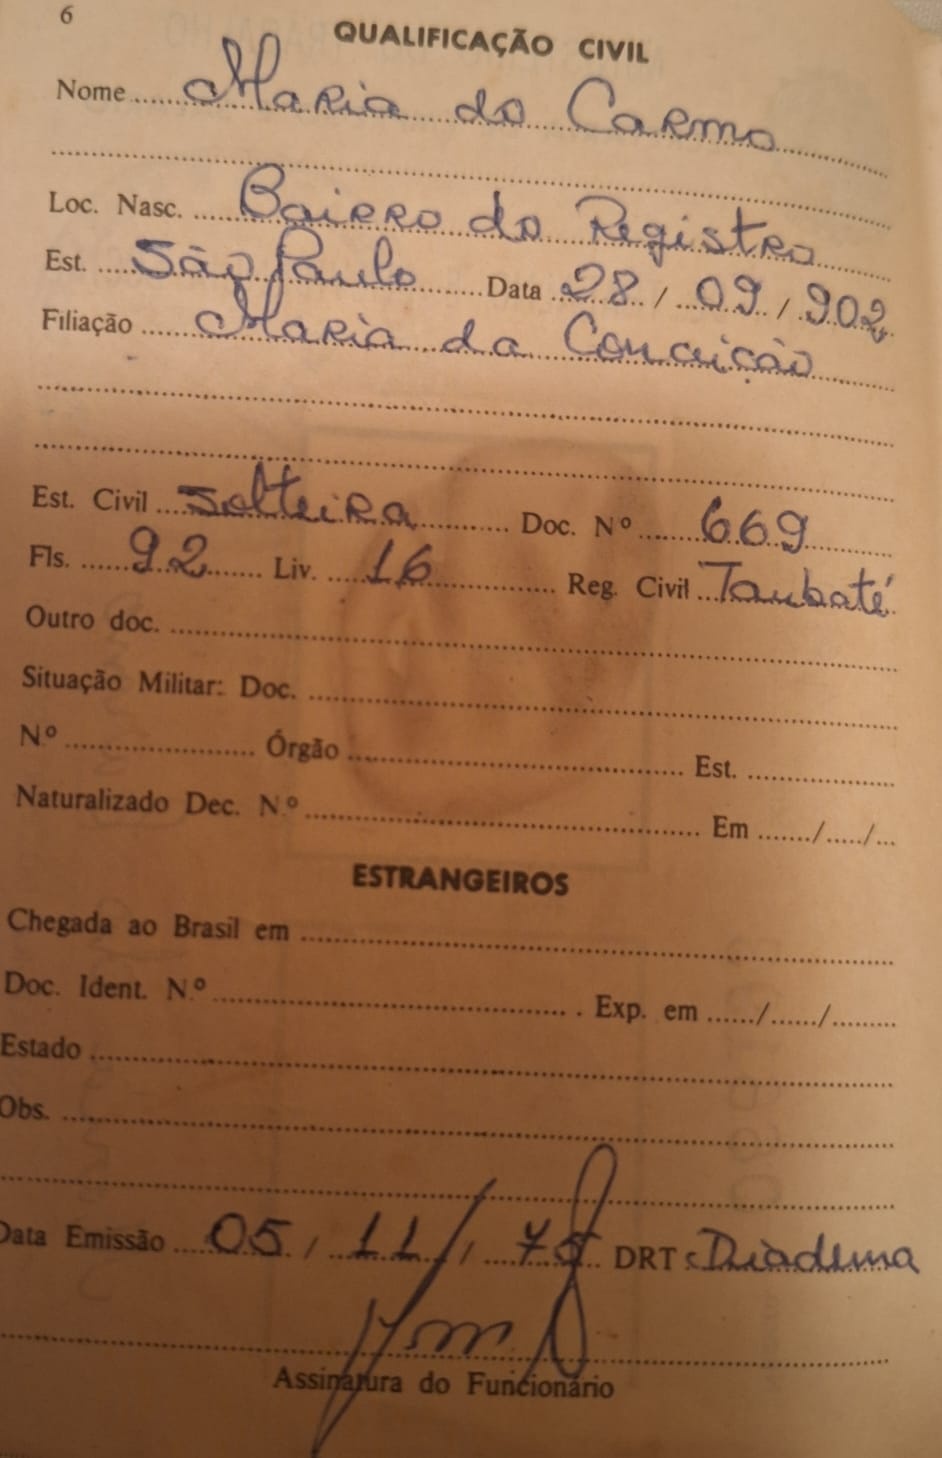 6
QUALIFICAÇÃO CIVIL
Nome Maria do Carmo
Loc. Nasc. Bairro do Registro
Est. São Paulo Data 28 / 09 / 902
Filiação Maria da Conceição
Est. Civil Solteira Doc. Nº 669
Fls. 92 Liv. 16 Reg. Civil Taubaté
Outro doc.
Situação Militar: Doc.
Nº Órgão Est.
Naturalizado Dec. Nº Em / /
ESTRANGEIROS
Chegada ao Brasil em
Doc. Ident. Nº Exp. em / /
Estado
Obs.
Data Emissão 05 / 11 / 75 DRT Diadema
Assinatura do Funcionário